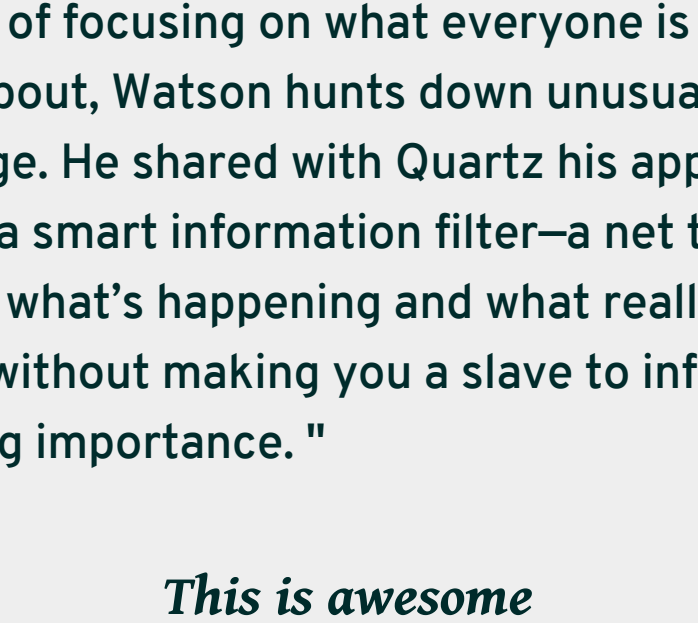 of focusing on what everyone is
bout, Watson hunts down unusua
ge. He shared with Quartz his app
a smart information filter—a net t
what’s happening and what reall
without making you a slave to inf
g importance. "
This is awesome